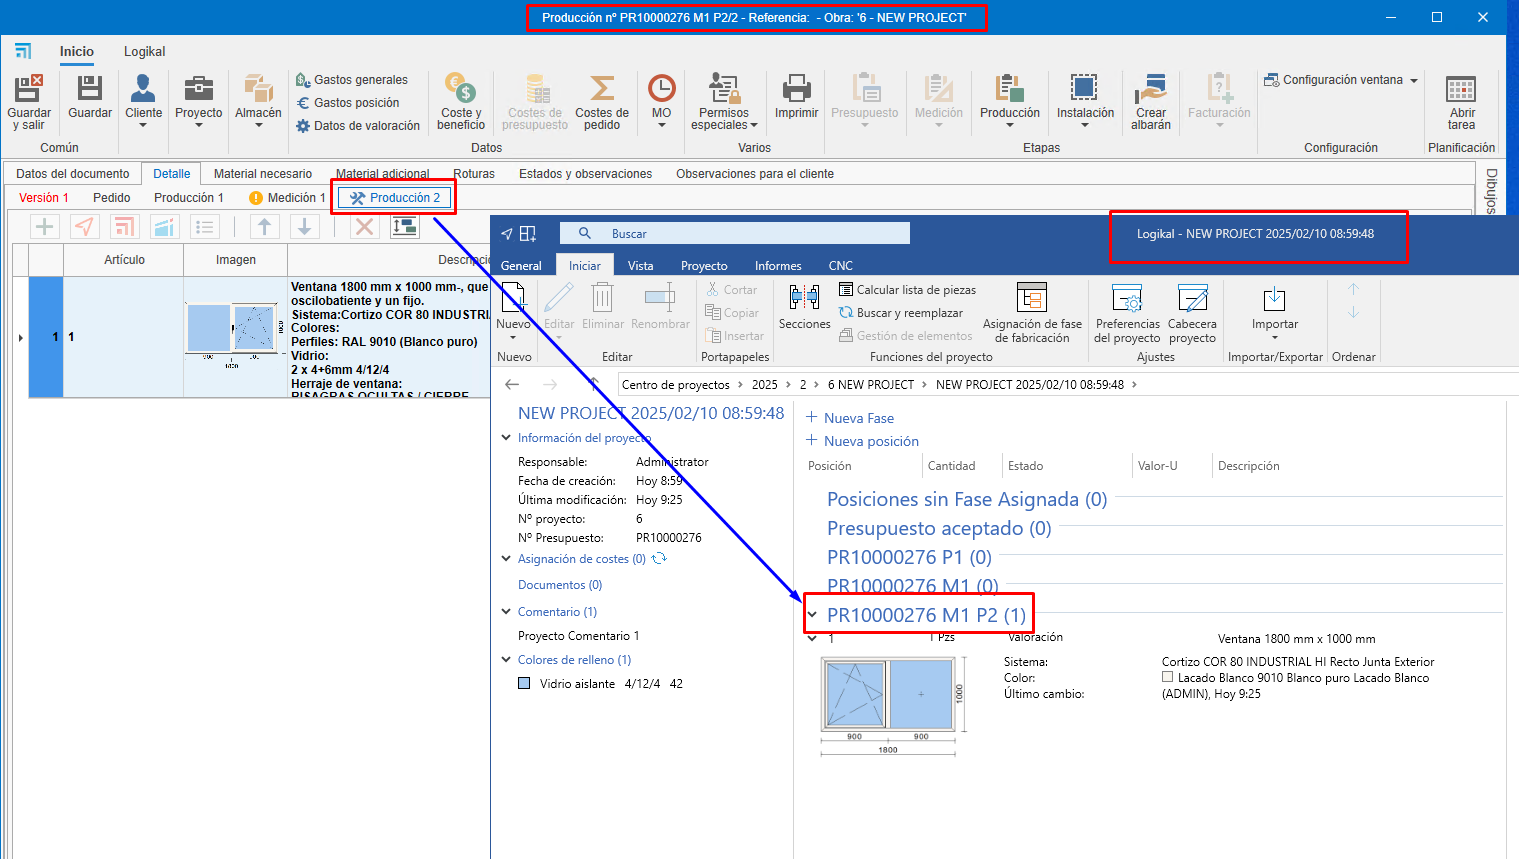 Producción nº PR10000276 M1 P2/2 - Referencia:  - Obra: '6 - NEW PROJECT'
Inicio Logikal
Guardar y salir
Guardar
Cliente
Proyecto
Almacén
Gastos generales
Gastos posición
Datos de valoración
Coste y beneficio
Costes de presupuesto
Costes de pedido
MO
Permisos especiales
Imprimir
Presupuesto
Medición
Producción
Instalación
Crear albarán
Facturación
Configuración ventana
Abrir tarea
Común Datos Varios Etapas Configuración Planificación
Datos del documento Detalle Material necesario Material adicional Roturas Estados y observaciones Observaciones para el cliente
Dibujos
Versión 1 Pedido Producción 1 Medición 1 Producción 2
Artículo Imagen Descripc
1 1
900 900
1800
1000
Ventana 1800 mm x 1000 mm-, que
oscilobatiente y un fijo.
Sistema:Cortizo COR 80 INDUSTRIA
Colores:
Perfiles: RAL 9010 (Blanco puro)
Vidrio:
2 x 4+6mm 4/12/4
Herraje de ventana:
BISAGRAS OCULTAS / CIERRE
Buscar
Logikal - NEW PROJECT 2025/02/10 08:59:48
General Iniciar Vista Proyecto Informes CNC
Nuevo
Editar
Eliminar
Renombrar
Cortar
Copiar
Insertar
Secciones
Calcular lista de piezas
Buscar y reemplazar
Gestión de elementos
Asignación de fase de fabricación
Preferencias del proyecto
Cabecera proyecto
Importar
Nuevo Editar Portapapeles Funciones del proyecto Ajustes Importar/Exportar Ordenar
Centro de proyectos > 2025 > 2 > 6 NEW PROJECT > NEW PROJECT 2025/02/10 08:59:48 >
NEW PROJECT 2025/02/10 08:59:48
Información del proyecto
Responsable: Administrator
Fecha de creación: Hoy 8:59
Última modificación: Hoy 9:25
Nº proyecto: 6
Nº Presupuesto: PR10000276
Asignación de costes (0)
Documentos (0)
Comentario (1)
Proyecto Comentario 1
Colores de relleno (1)
Vidrio aislante 4/12/4 42
+ Nueva Fase
+ Nueva posición
Posición Cantidad Estado Valor-U Descripción
Posiciones sin Fase Asignada (0)
Presupuesto aceptado (0)
PR10000276 P1 (0)
PR10000276 M1 (0)
PR10000276 M1 P2 (1)
1 1 Pzs Valoración Ventana 1800 mm x 1000 mm
Sistema: Cortizo COR 80 INDUSTRIAL HI Recto Junta Exterior
Color: Lacado Blanco 9010 Blanco puro Lacado Blanco
Último cambio: (ADMIN), Hoy 9:25
1000
900 900
1800